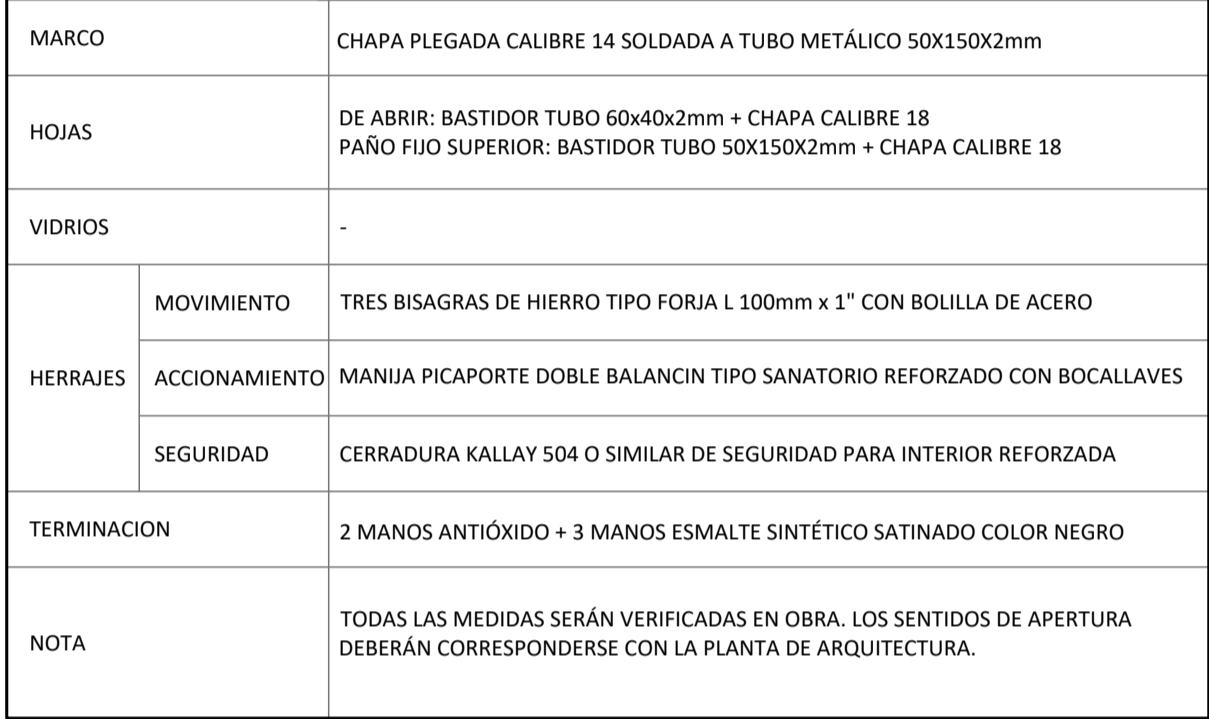 MARCO
CHAPA PLEGADA CALIBRE 14 SOLDADA A TUBO METÁLICO 50X150X2mm
HOJAS
DE ABRIR: BASTIDOR TUBO 60x40x2mm + CHAPA CALIBRE 18
PAÑO FIJO SUPERIOR: BASTIDOR TUBO 50X150X2mm + CHAPA CALIBRE 18
VIDRIOS
-
HERRAJES
MOVIMIENTO
TRES BISAGRAS DE HIERRO TIPO FORJA L 100mm x 1" CON BOLILLA DE ACERO
ACCIONAMIENTO
MANIJA PICAPORTE DOBLE BALANCIN TIPO SANATORIO REFORZADO CON BOCALLAVES
SEGURIDAD
CERRADURA KALLAY 504 O SIMILAR DE SEGURIDAD PARA INTERIOR REFORZADA
TERMINACION
2 MANOS ANTIÓXIDO + 3 MANOS ESMALTE SINTÉTICO SATINADO COLOR NEGRO
NOTA
TODAS LAS MEDIDAS SERÁN VERIFICADAS EN OBRA. LOS SENTIDOS DE APERTURA
DEBERÁN CORRESPONDERSE CON LA PLANTA DE ARQUITECTURA.